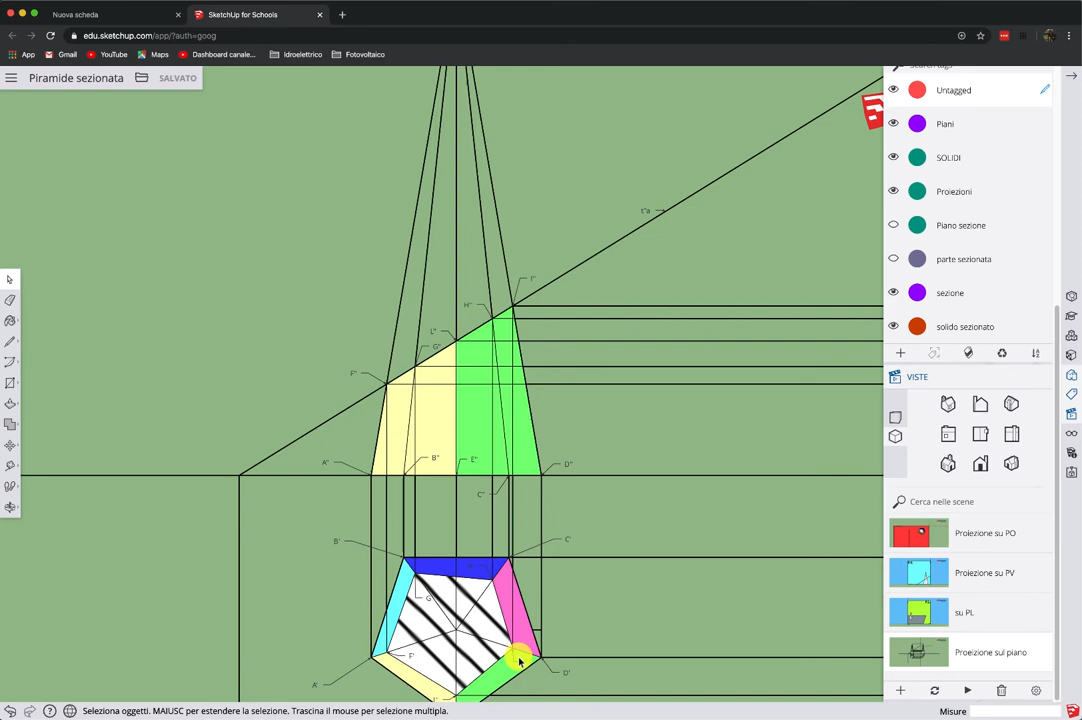 Nuova scheda
SketchUp for Schools
edu.sketchup.com/app/?auth=goog
App
Gmail
YouTube
Maps
Dashboard canale...
Idroelettrico
Fotovoltaico
Piramide sezionata
SALVATO
Search tags
Untagged
Piani
SOLIDI
Proiezioni
Piano sezione
parte sezionata
sezione
solido sezionato
VISTE
Cerca nelle scene
Proiezione su PO
Proiezione su PV
su PL
Proeizione sul piano
t"a
I"
H"
L"
G"
F"
A"
B"
E"
D"
C"
B'
C'
G
F'
A'
D'
Seleziona oggetti. MAIUSC per estendere la selezione. Trascina il mouse per selezione multipla.
Misure